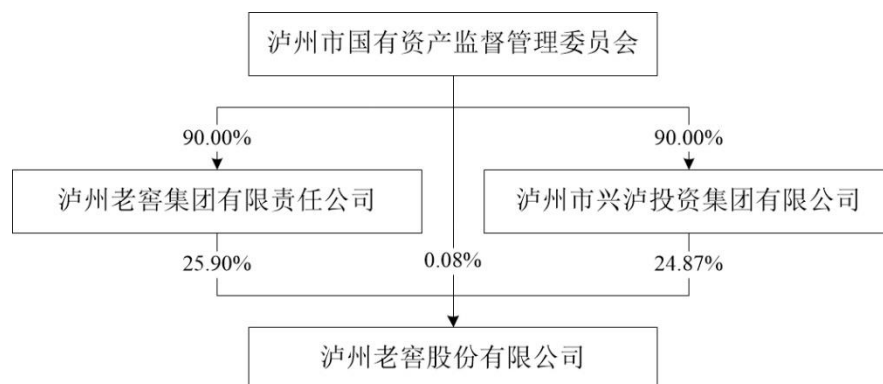 泸州市国有资产监督管理委员会
90.00%
90.00%
泸州老窖集团有限责任公司
泸州市兴泸投资集团有限公司
25.90%
0.08%
24.87%
泸州老窖股份有限公司